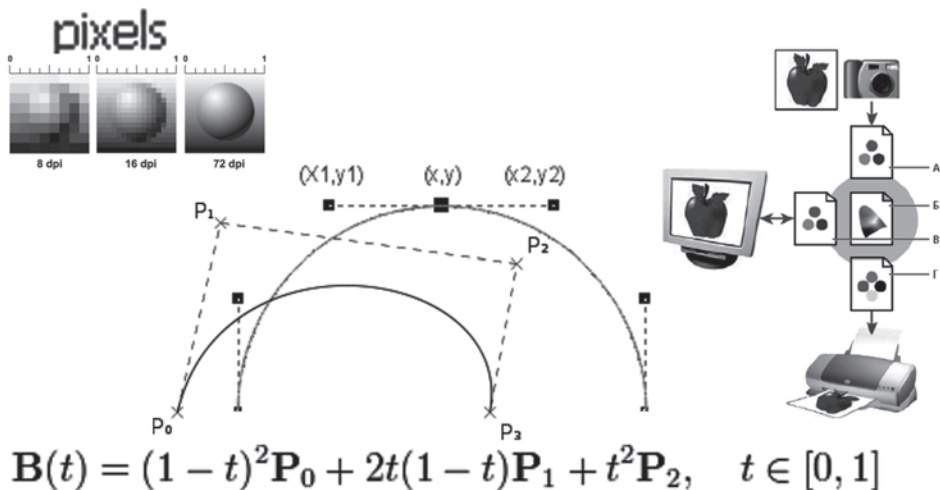 pixels
0 1 0 1 0 1
8 dpi 16 dpi 72 dpi
(X1,y1) (x,y) (x2,y2)
P₁
P₂
P₀
P₃
А
Б
В
Г
B(t) = (1 − t)²P₀ + 2t(1 − t)P₁ + t²P₂, t ∈ [0, 1]